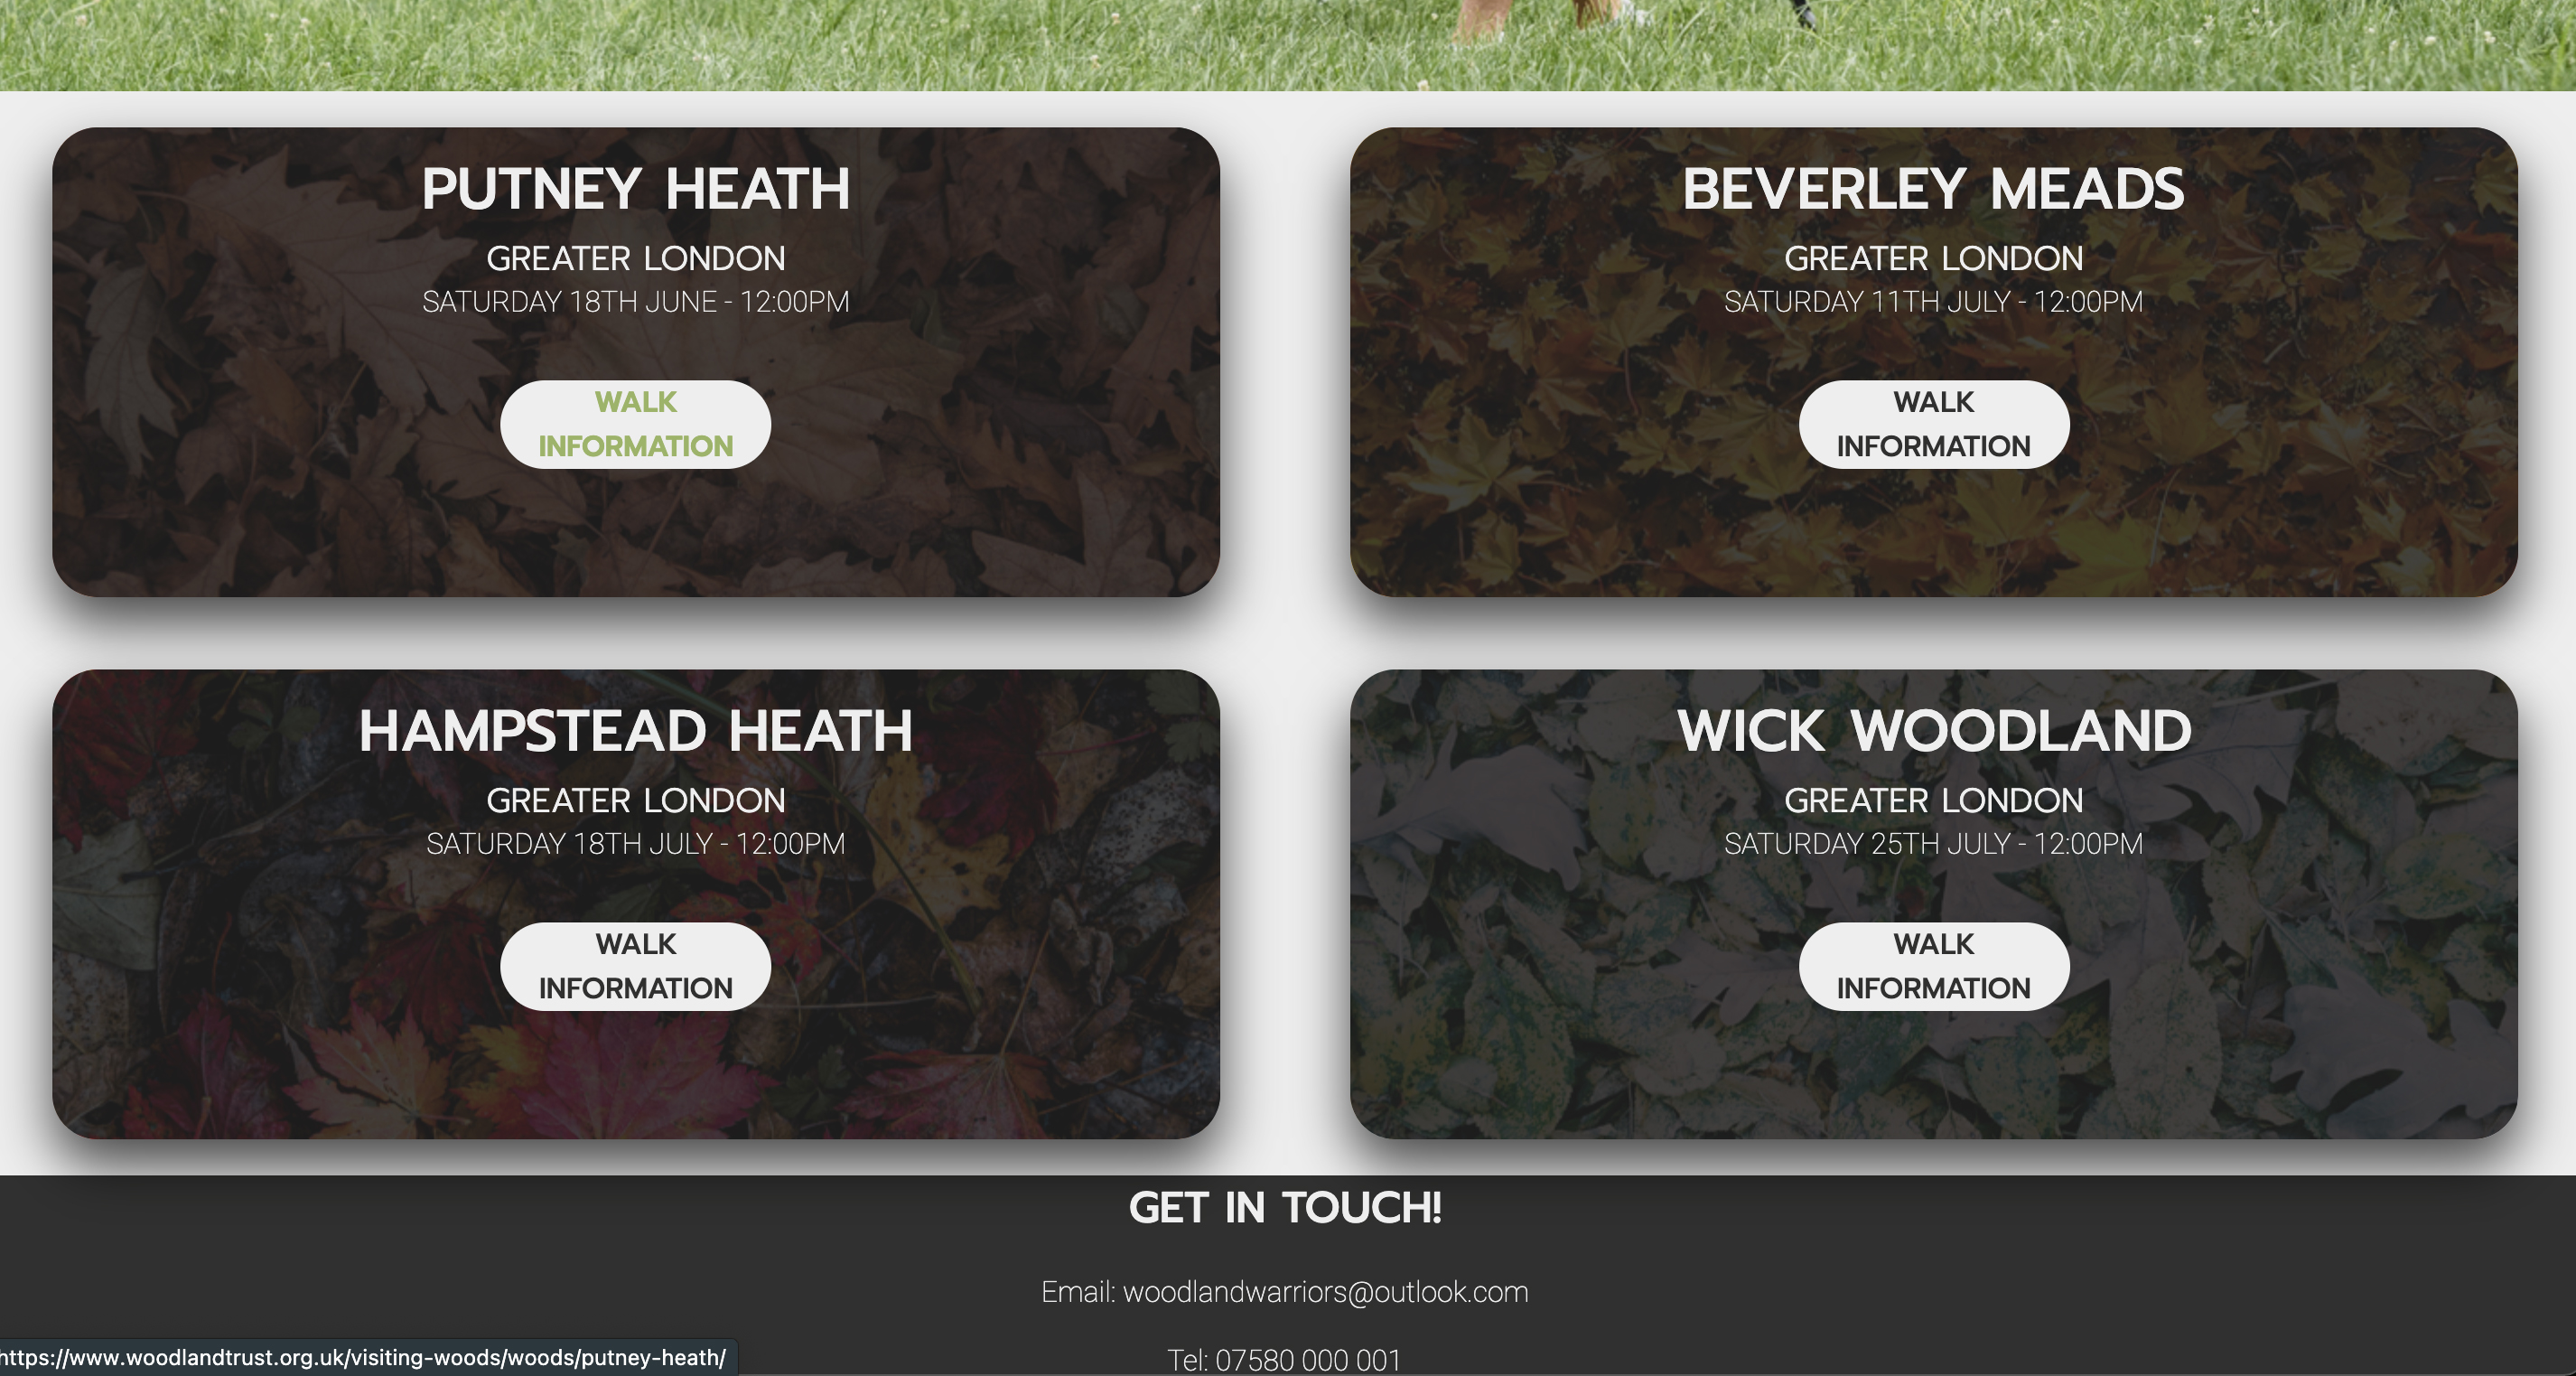 PUTNEY HEATH
GREATER LONDON
SATURDAY 18TH JUNE - 12:00PM
WALK
INFORMATION
BEVERLEY MEADS
GREATER LONDON
SATURDAY 11TH JULY - 12:00PM
WALK
INFORMATION
HAMPSTEAD HEATH
GREATER LONDON
SATURDAY 18TH JULY - 12:00PM
WALK
INFORMATION
WICK WOODLAND
GREATER LONDON
SATURDAY 25TH JULY - 12:00PM
WALK
INFORMATION
GET IN TOUCH!
Email: woodlandwarriors@outlook.com
Tel: 07580 000 001
https://www.woodlandtrust.org.uk/visiting-woods/woods/putney-heath/